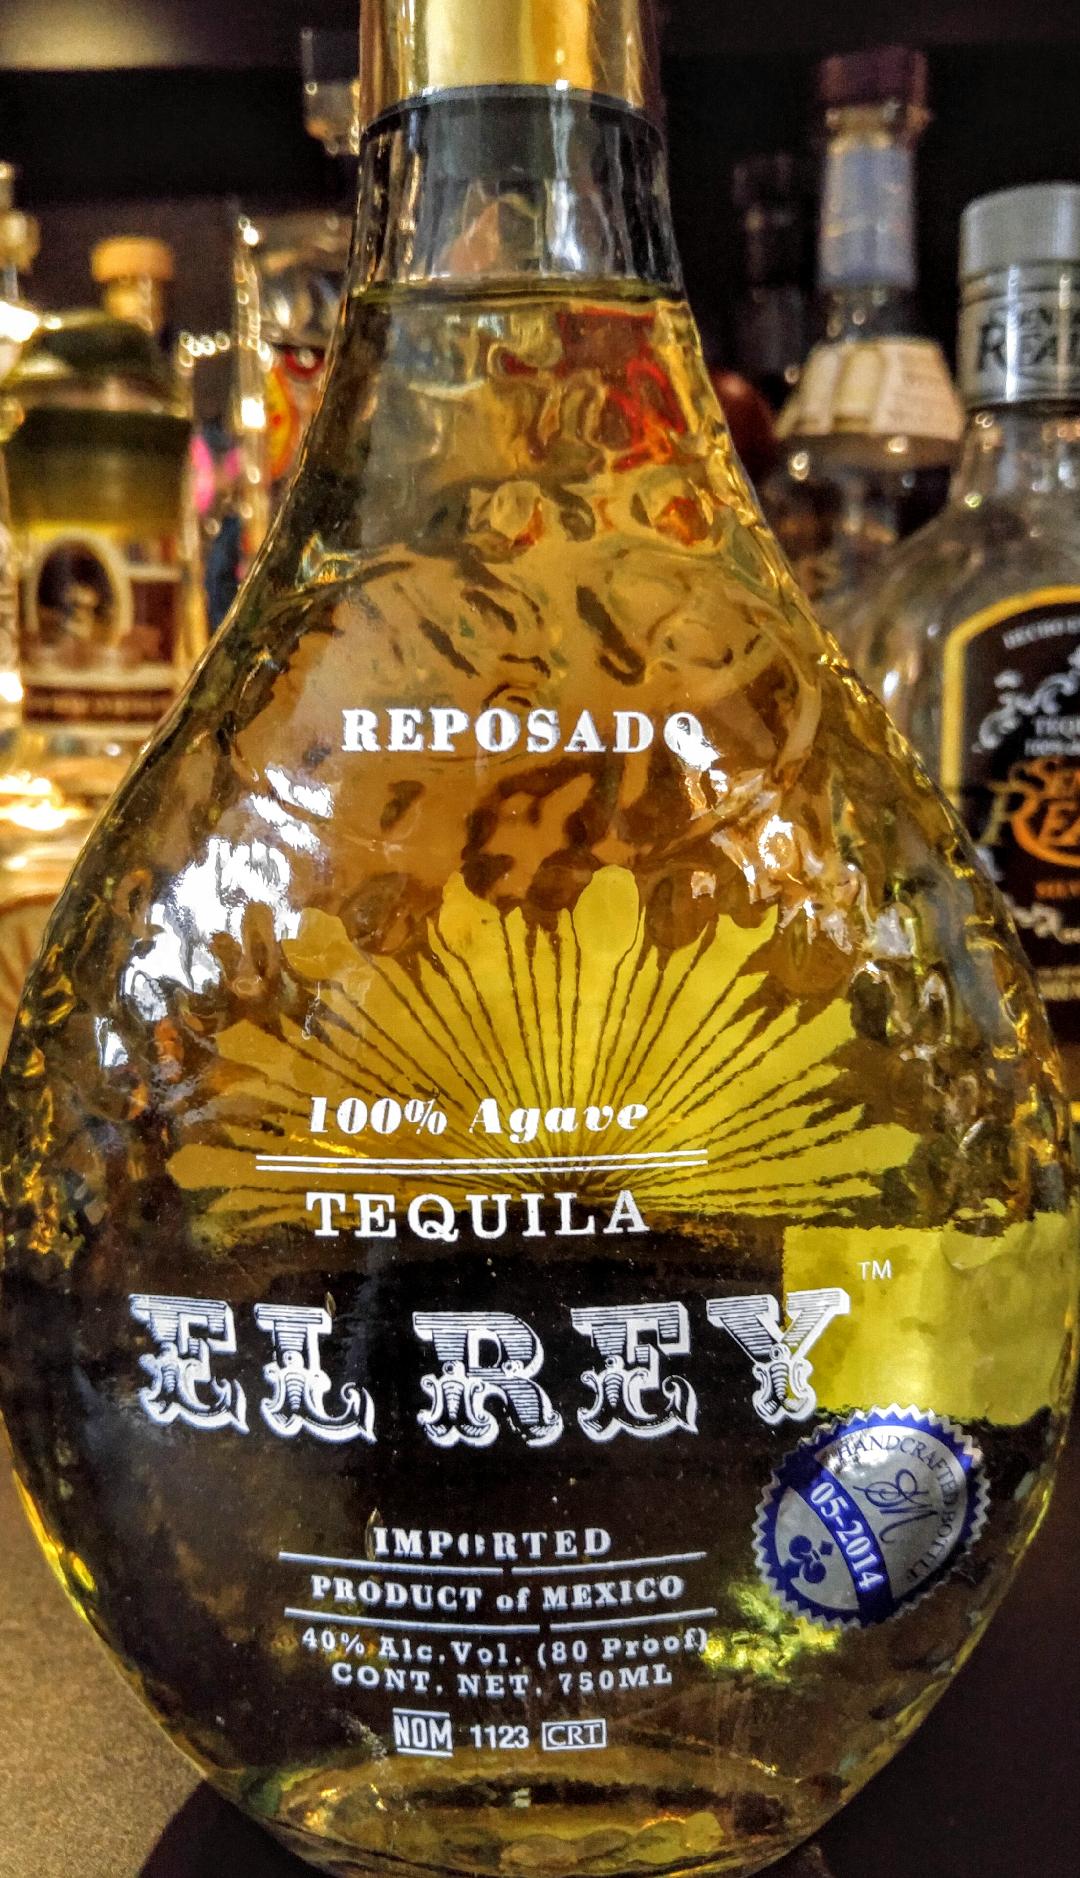 REPOSADO
100% Agave
TEQUILA
EL REY
TM
HANDCRAFTED BOTTLE
SM
05-2014
IMPORTED
PRODUCT of MEXICO
40% Alc.Vol. (80 Proof)
CONT. NET. 750ML
NOM 1123 CRT